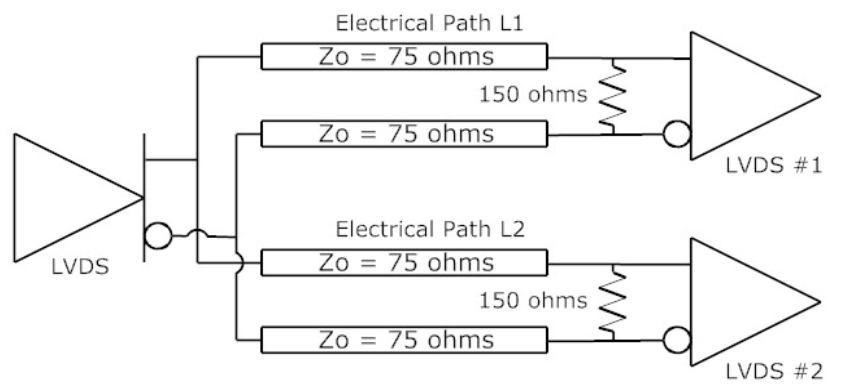 Electrical Path L1
Zo = 75 ohms
150 ohms
Zo = 75 ohms
LVDS #1
LVDS
Electrical Path L2
Zo = 75 ohms
150 ohms
Zo = 75 ohms
LVDS #2